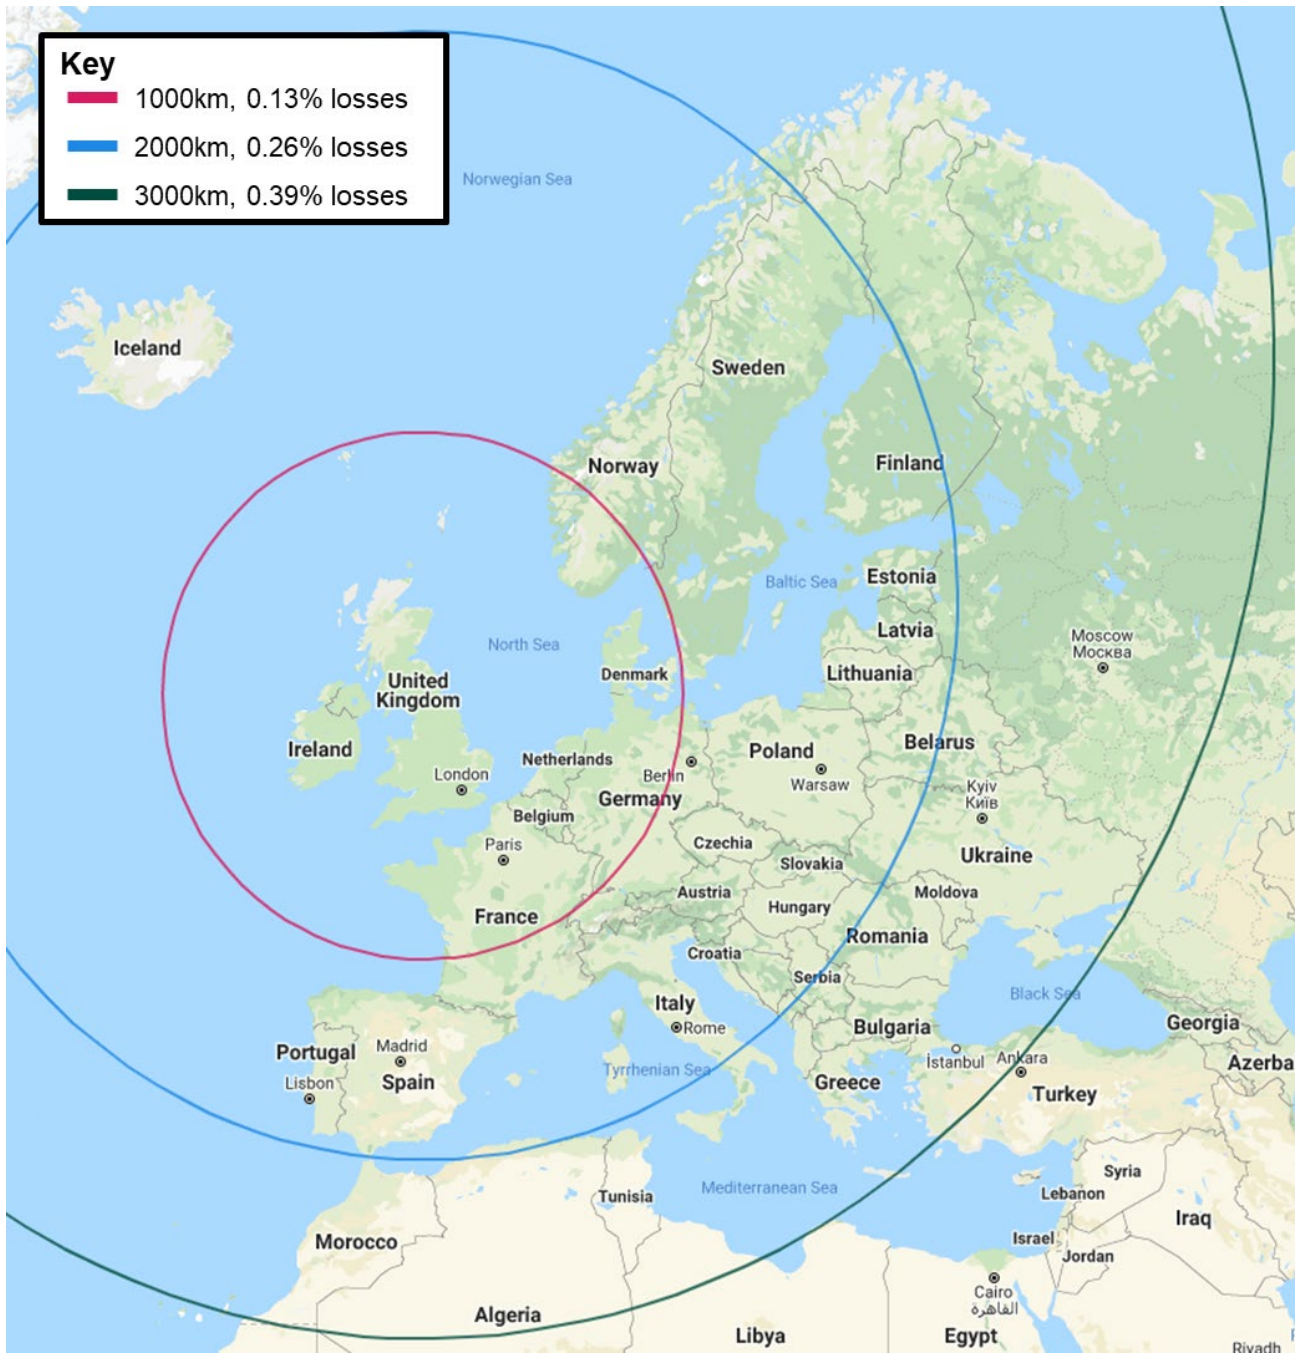 Key
1000km, 0.13% losses
2000km, 0.26% losses
3000km, 0.39% losses
Norwegian Sea
Iceland
Sweden
Norway
Finland
Baltic Sea
Estonia
Latvia
Moscow
Москва
North Sea
Denmark
Lithuania
United
Kingdom
Ireland
Netherlands
London
Berlin
Poland
Warsaw
Belarus
Kyiv
Київ
Germany
Belgium
Paris
Czechia
Slovakia
Ukraine
Austria
Moldova
Hungary
France
Romania
Croatia
Serbia
Italy
Rome
Black Sea
Bulgaria
Georgia
Portugal
Madrid
Spain
Lisbon
Tyrrhenian Sea
Greece
İstanbul
Ankara
Turkey
Azerba
Mediterranean Sea
Tunisia
Syria
Lebanon
Iraq
Israel
Jordan
Morocco
Algeria
Libya
Cairo
القاهرة
Egypt
Riyadh